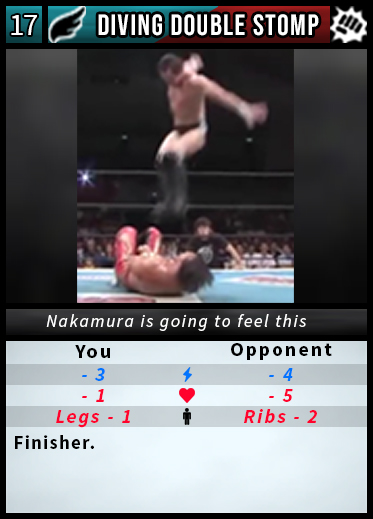 17 DIVING DOUBLE STOMP
Nakamura is going to feel this
You Opponent
- 3 - 4
- 1 - 5
Legs - 1 Ribs - 2
Finisher.